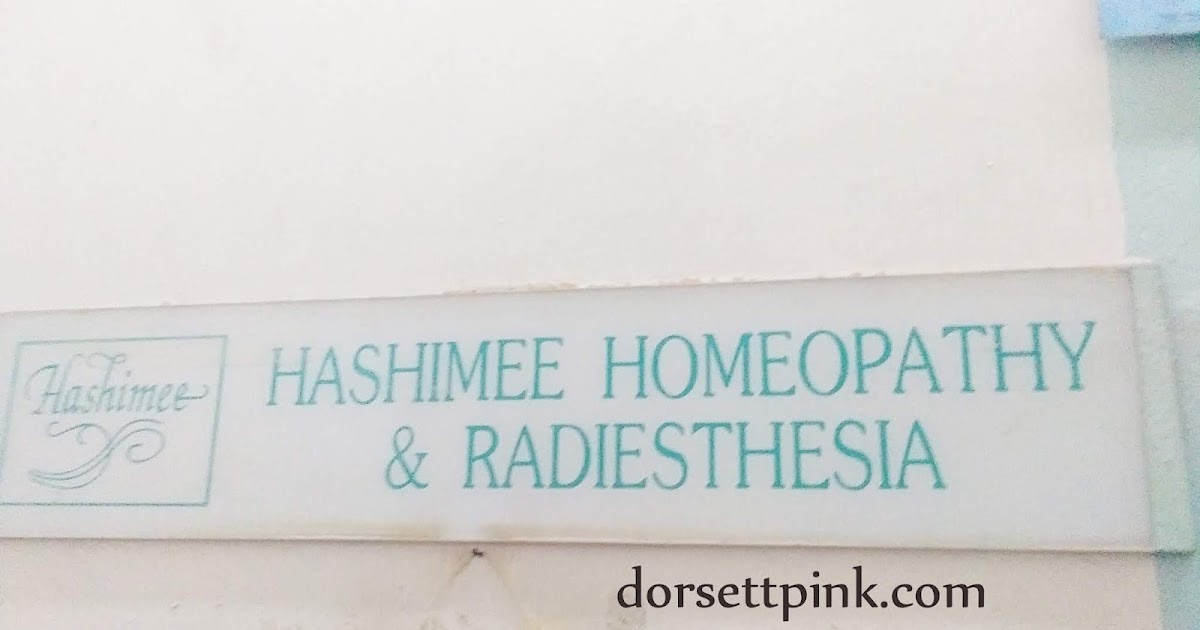 Hashimee
HASHIMEE HOMEOPATHY
& RADIESTHESIA
dorsettpink.com